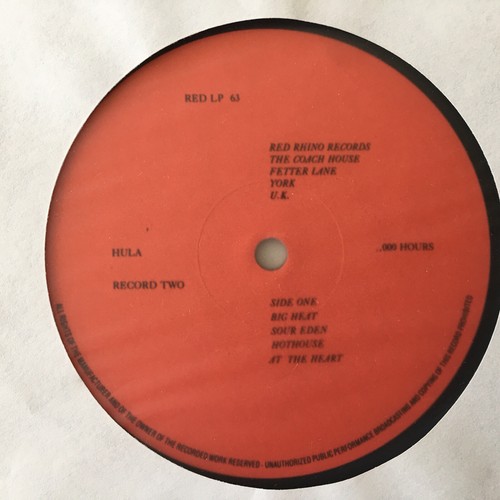 RED LP 63
RED RHINO RECORDS
THE COACH HOUSE
FETTER LANE
YORK
U.K.
HULA
..000 HOURS
RECORD TWO
SIDE ONE
BIG HEAT
SOUR EDEN
HOTHOUSE
AT THE HEART
ALL RIGHTS OF THE MANUFACTURER AND OF THE OWNER OF THE RECORDED WORK RESERVED - UNAUTHORIZED PUBLIC PERFORMANCE BROADCASTING AND COPYING OF THIS RECORD PROHIBITED